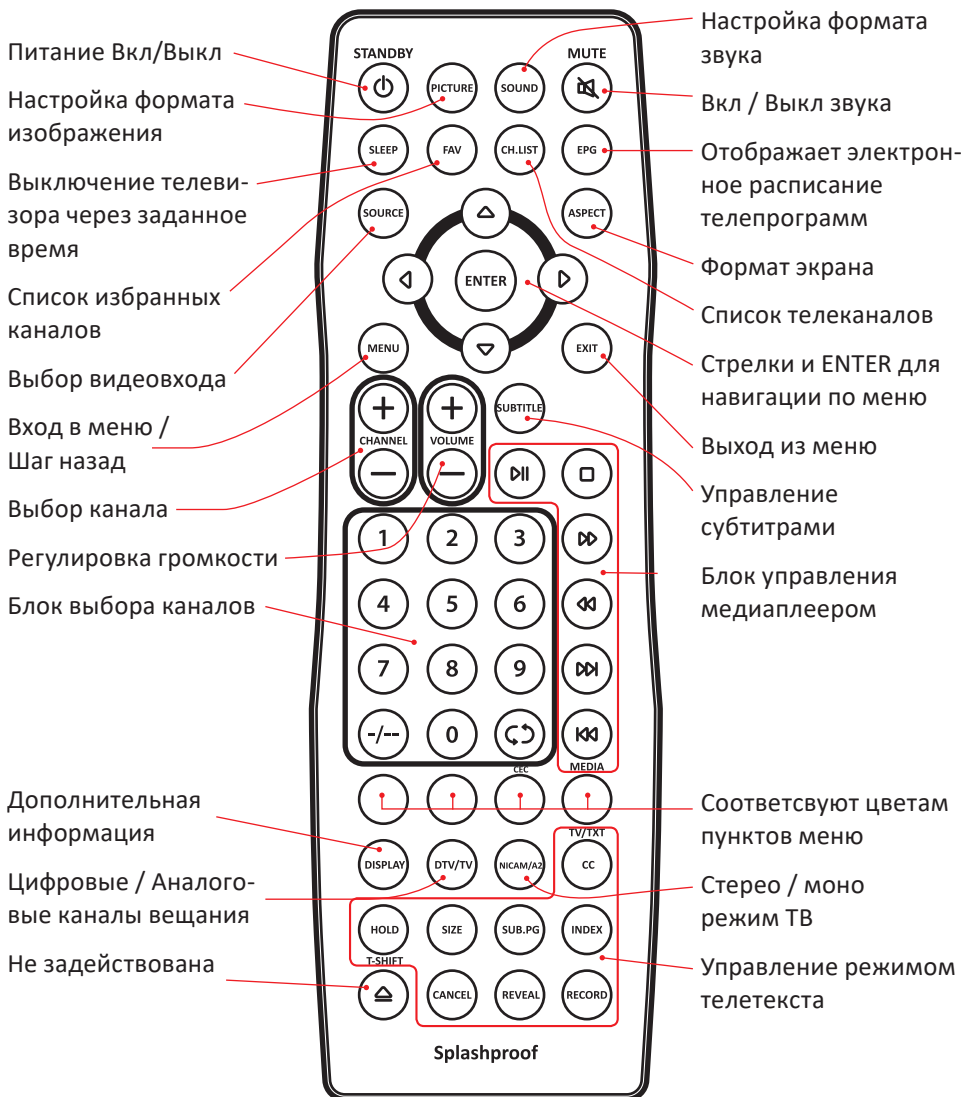 Питание Вкл/Выкл
Настройка формата
изображения
Выключение телеви-
зора через заданное
время
Список избранных
каналов
Выбор видеовхода
Вход в меню /
Шаг назад
Выбор канала
Регулировка громкости
Блок выбора каналов
Дополнительная
информация
Цифровые / Аналого-
вые каналы вещания
Не задействована
STANDBY
MUTE
PICTURE
SOUND
SLEEP
FAV
CH.LIST
EPG
SOURCE
ASPECT
ENTER
MENU
EXIT
+
+
SUBTITLE
CHANNEL
VOLUME
—
—
1
2
3
4
5
6
7
8
9
-/--
0
CEC
MEDIA
TV/TXT
DISPLAY
DTV/TV
NICAM/A2
CC
HOLD
SIZE
SUB.PG
INDEX
T-SHIFT
CANCEL
REVEAL
RECORD
Splashproof
Настройка формата
звука
Вкл / Выкл звука
Отображает электрон-
ное расписание
телепрограмм
Формат экрана
Список телеканалов
Стрелки и ENTER для
навигации по меню
Выход из меню
Управление
субтитрами
Блок управления
медиаплеером
Соответсвуют цветам
пунктов меню
Стерео / моно
режим ТВ
Управление режимом
телетекста